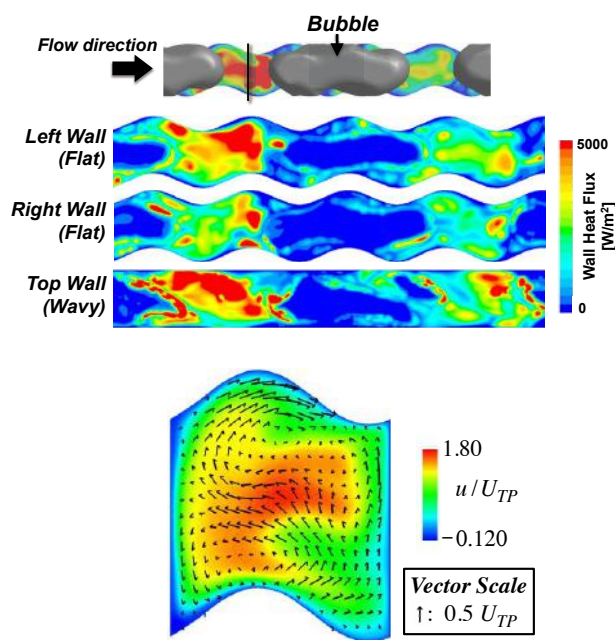 Bubble
Flow direction
Left Wall
(Flat)
Right Wall
(Flat)
Top Wall
(Wavy)
5000
0
Wall Heat Flux
[W/m²]
1.80
u/U_TP
−0.120
Vector Scale
↑: 0.5 U_TP